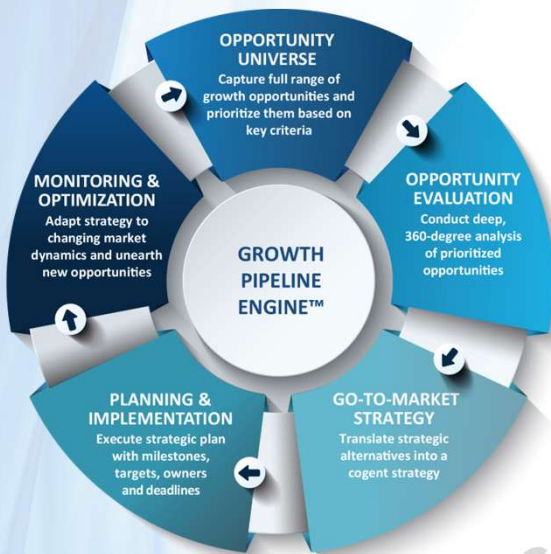 OPPORTUNITY
UNIVERSE
Capture full range of
growth opportunities and
prioritize them based on
key criteria
OPPORTUNITY
EVALUATION
Conduct deep,
360-degree analysis
of prioritized
opportunities
GO-TO-MARKET
STRATEGY
Translate strategic
alternatives into a
cogent strategy
PLANNING &
IMPLEMENTATION
Execute strategic plan
with milestones,
targets, owners
and deadlines
MONITORING &
OPTIMIZATION
Adapt strategy to
changing market
dynamics and unearth
new opportunities
GROWTH
PIPELINE
ENGINE™